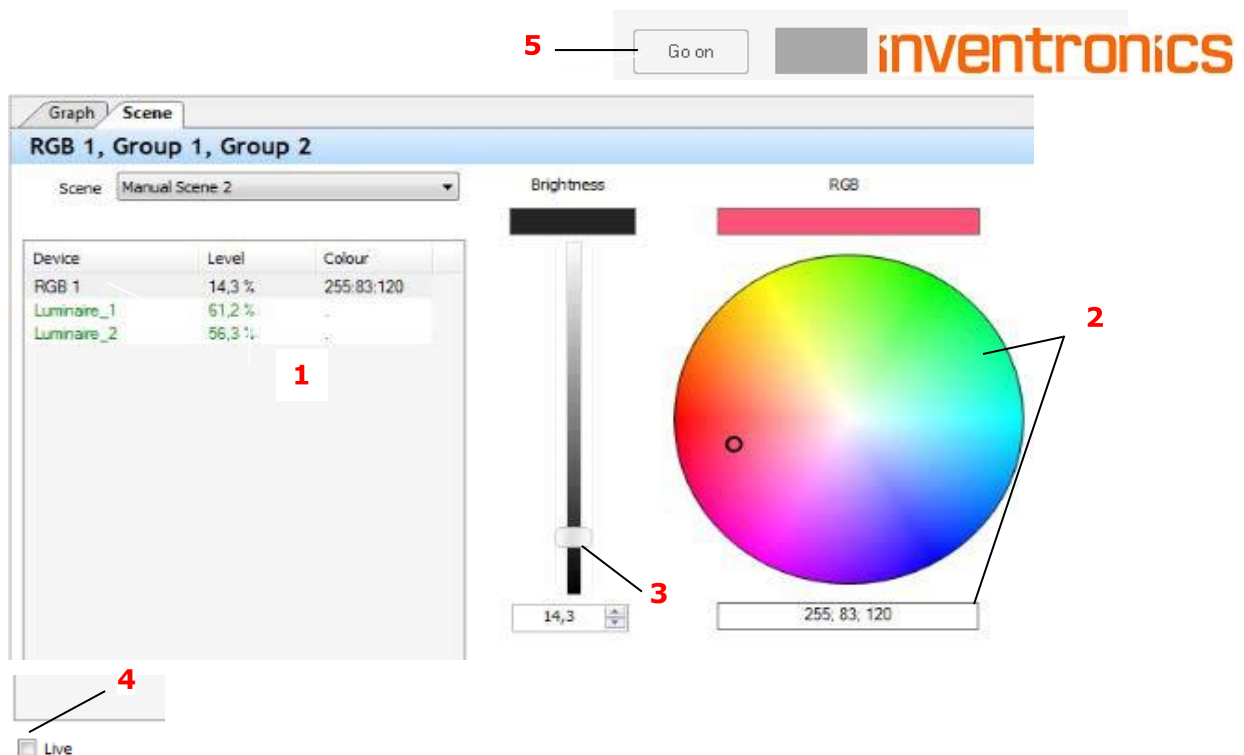 5
Go on
inventronics
Graph Scene
RGB 1, Group 1, Group 2
Scene Manual Scene 2
Brightness
RGB
Device Level Colour
RGB 1 14,3 % 255:83:120
Luminaire_1 61,2 % .
Luminaire_2 56,3 % .
1
2
3
14,3
255; 83; 120
4
Live